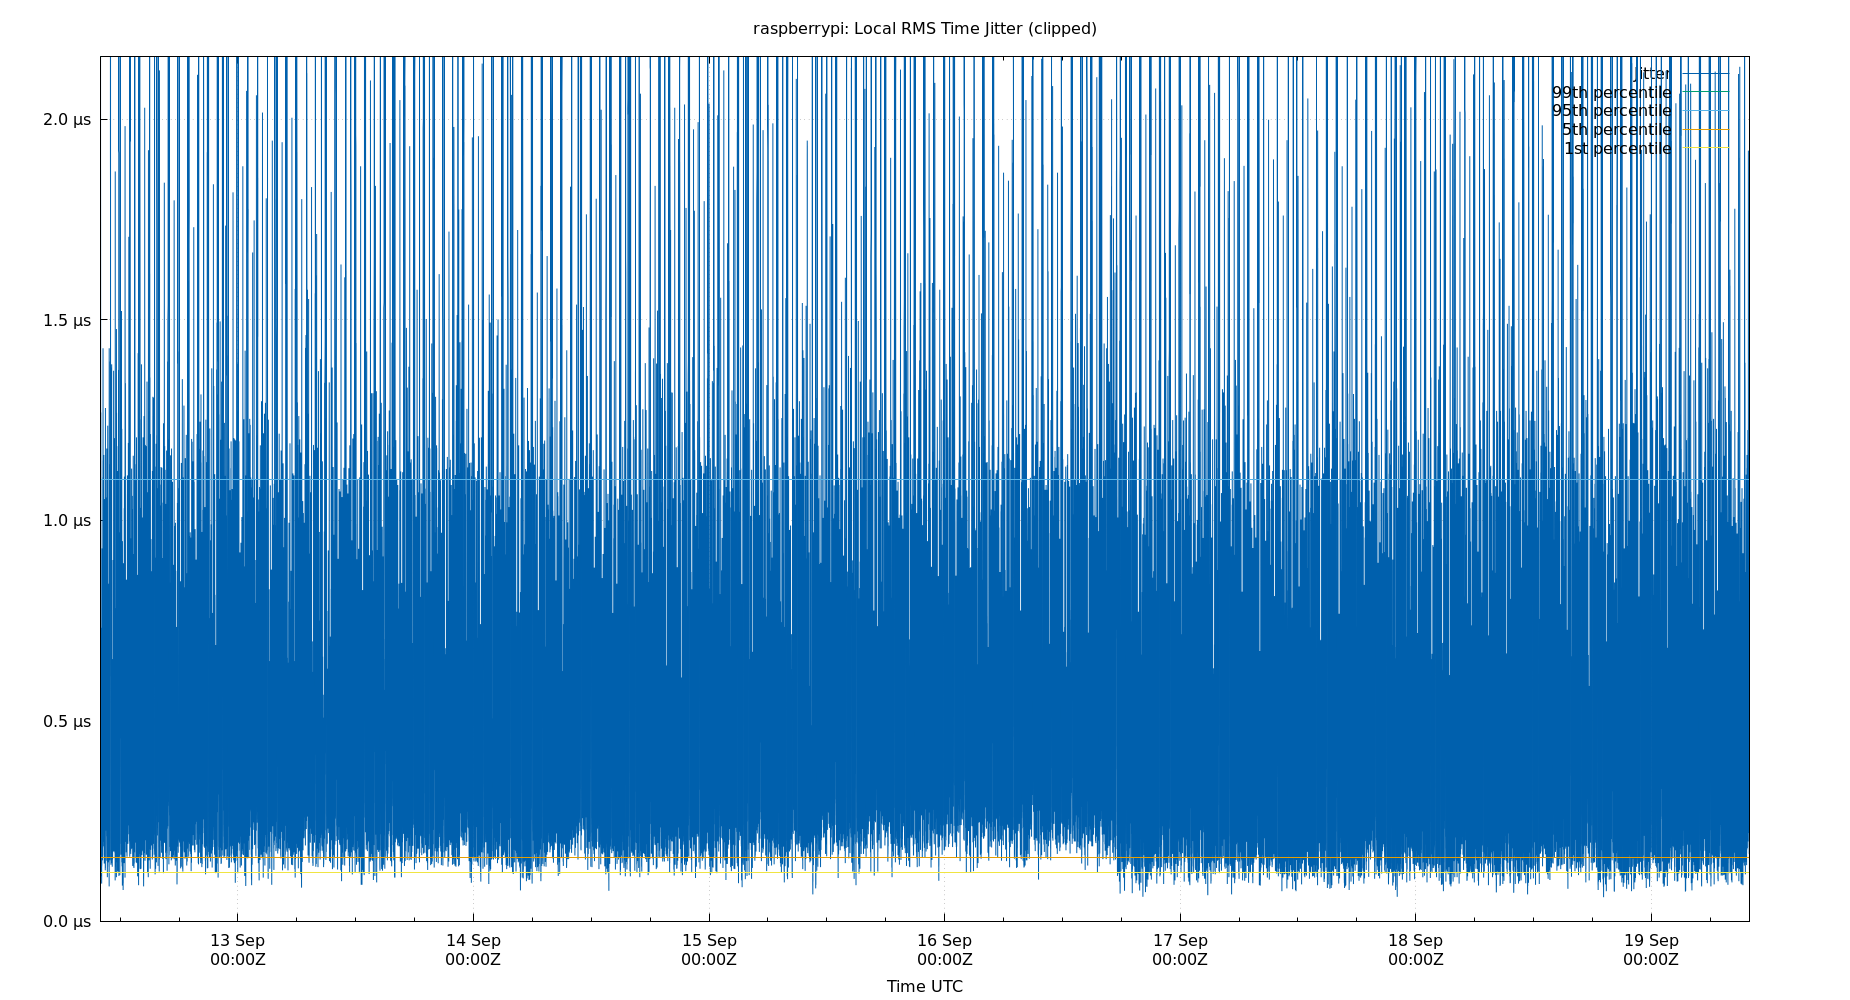 raspberrypi: Local RMS Time Jitter (clipped)
jitter
99th percentile
95th percentile
5th percentile
1st percentile
2.0 µs
1.5 µs
1.0 µs
0.5 µs
0.0 µs
13 Sep 14 Sep 15 Sep 16 Sep 17 Sep 18 Sep 19 Sep
00:00Z 00:00Z 00:00Z 00:00Z 00:00Z 00:00Z 00:00Z
Time UTC